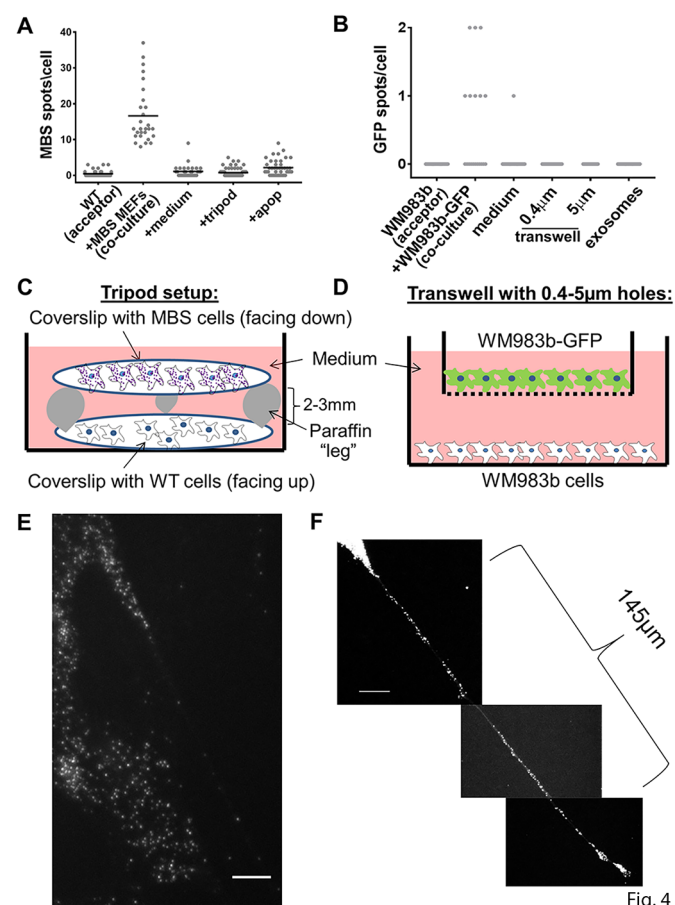 A
MBS spots\cell
40
30
20
10
0
WT
(acceptor)
+MBS MEFs
(co-culture)
+medium
+tripod
+apop
B
GFP spots/cell
2
1
0
WM983b
(acceptor)
+WM983b-GFP
(co-culture)
medium
0.4μm
5μm
transwell
exosomes
C
Tripod setup:
Coverslip with MBS cells (facing down)
Medium
2-3mm
Paraffin
“leg”
Coverslip with WT cells (facing up)
D
Transwell with 0.4-5μm holes:
WM983b-GFP
WM983b cells
E
F
145μm
Fig. 4